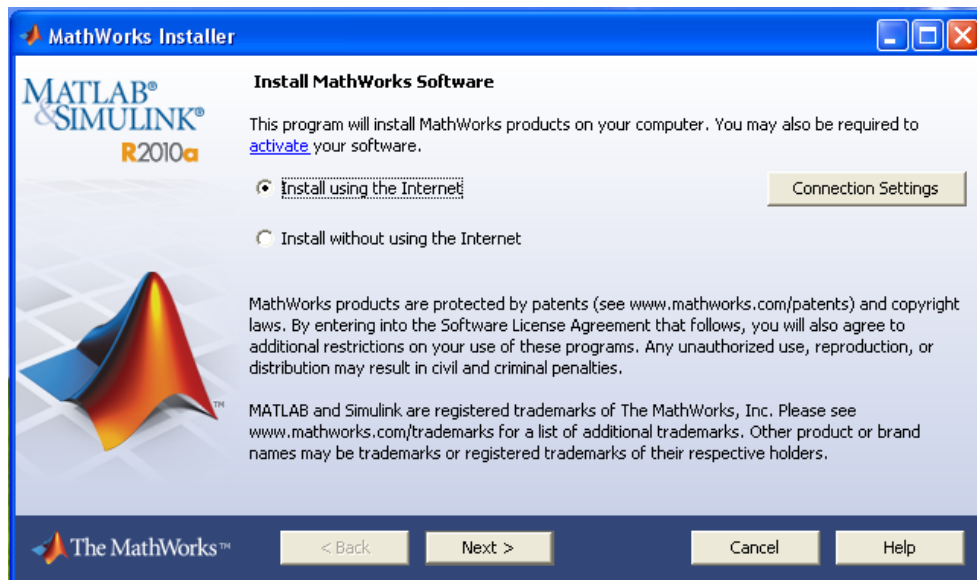 MathWorks Installer
MATLAB®
&SIMULINK®
R2010a
Install MathWorks Software
This program will install MathWorks products on your computer. You may also be required to
activate your software.
Install using the Internet
Connection Settings
Install without using the Internet
MathWorks products are protected by patents (see www.mathworks.com/patents) and copyright
laws. By entering into the Software License Agreement that follows, you will also agree to
additional restrictions on your use of these programs. Any unauthorized use, reproduction, or
distribution may result in civil and criminal penalties.
TM
MATLAB and Simulink are registered trademarks of The MathWorks, Inc. Please see
www.mathworks.com/trademarks for a list of additional trademarks. Other product or brand
names may be trademarks or registered trademarks of their respective holders.
The MathWorks™
< Back
Next >
Cancel
Help